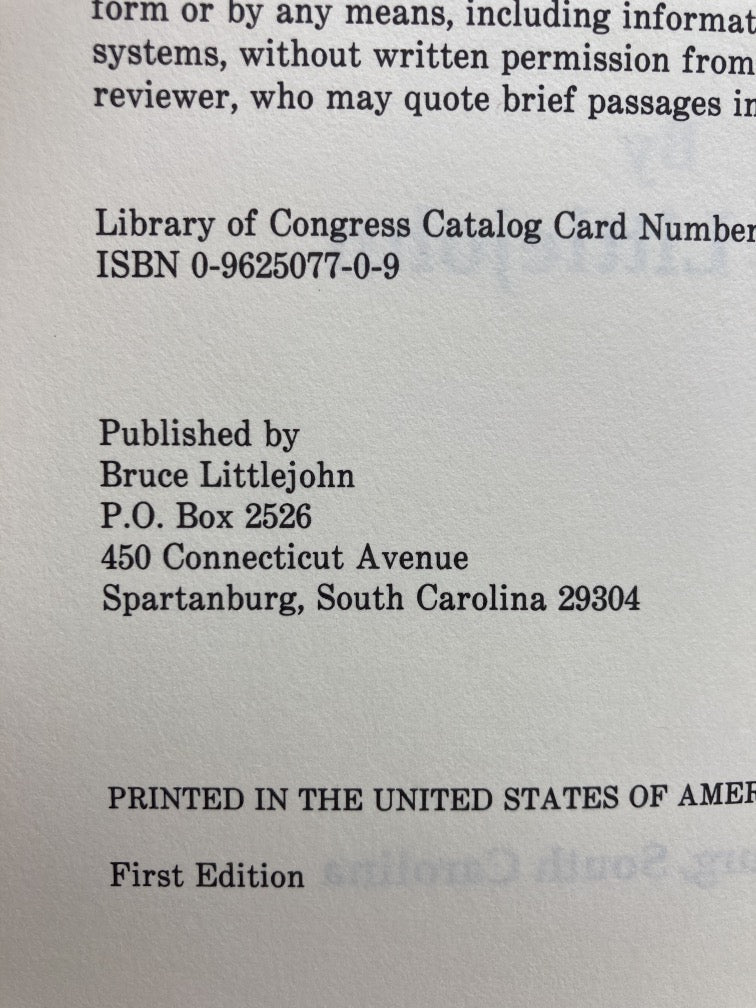 form or by any means, including informat
systems, without written permission from
reviewer, who may quote brief passages in
Library of Congress Catalog Card Number
ISBN 0-9625077-0-9
Published by
Bruce Littlejohn
P.O. Box 2526
450 Connecticut Avenue
Spartanburg, South Carolina 29304
PRINTED IN THE UNITED STATES OF AMER
First Edition